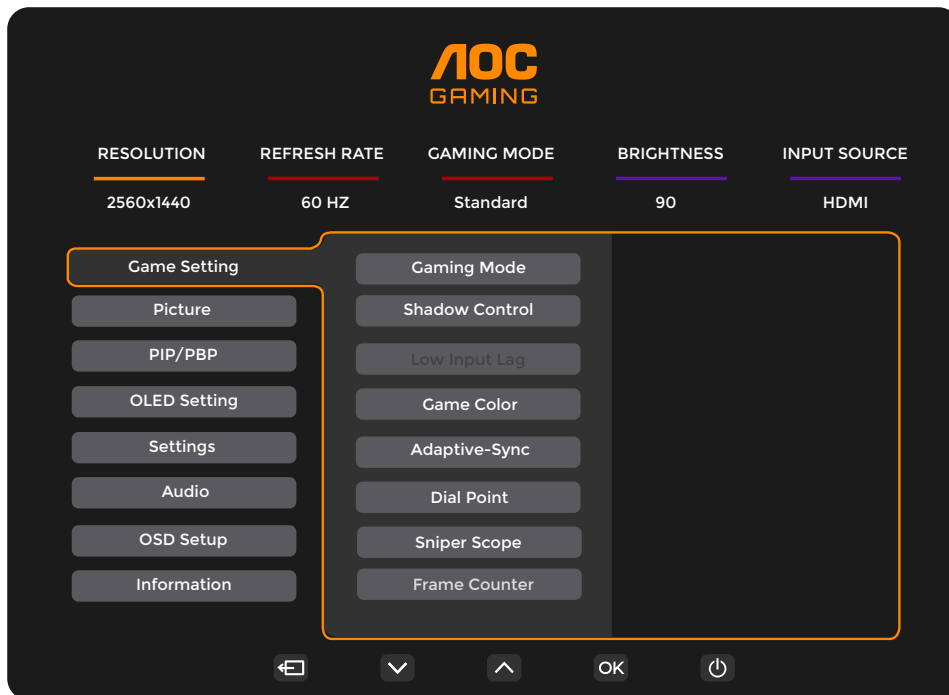 AOC
GAMING
RESOLUTION REFRESH RATE GAMING MODE BRIGHTNESS INPUT SOURCE
2560x1440 60 HZ Standard 90 HDMI
Game Setting
Picture
PIP/PBP
OLED Setting
Settings
Audio
OSD Setup
Information
Gaming Mode
Shadow Control
Low Input Lag
Game Color
Adaptive-Sync
Dial Point
Sniper Scope
Frame Counter
OK